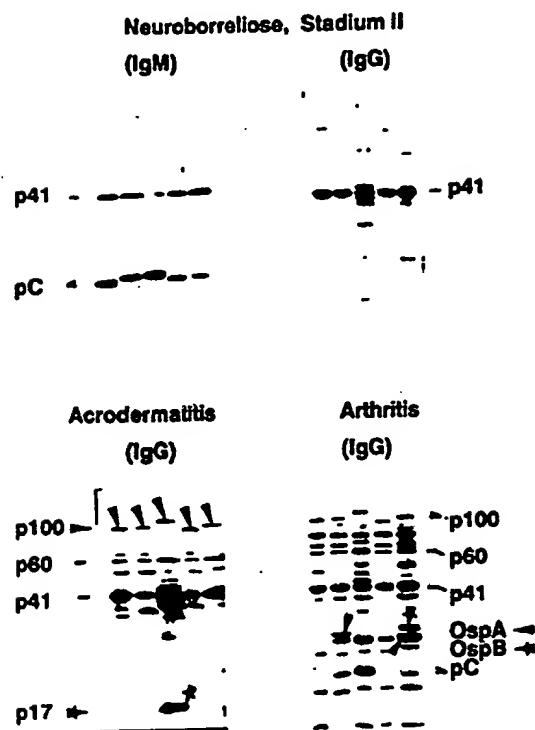 Neuroborreliose, Stadium II
(IgM)
(IgG)
p41
p41
pC
Acrodermatitis
(IgG)
Arthritis
(IgG)
p100
p60
p41
p17
p100
p60
p41
OspA
OspB
pC